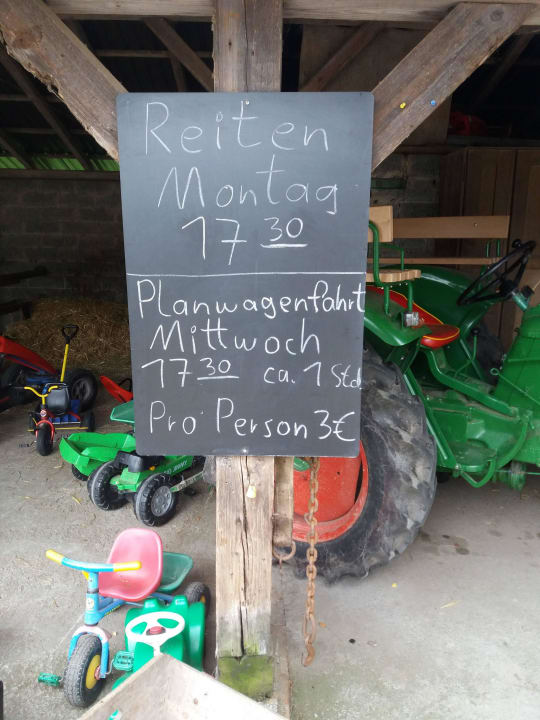 Reiten
Montag
17 30
Planwagenfahrt
Mittwoch
17 30 ca. 1 Std
Pro Person 3€